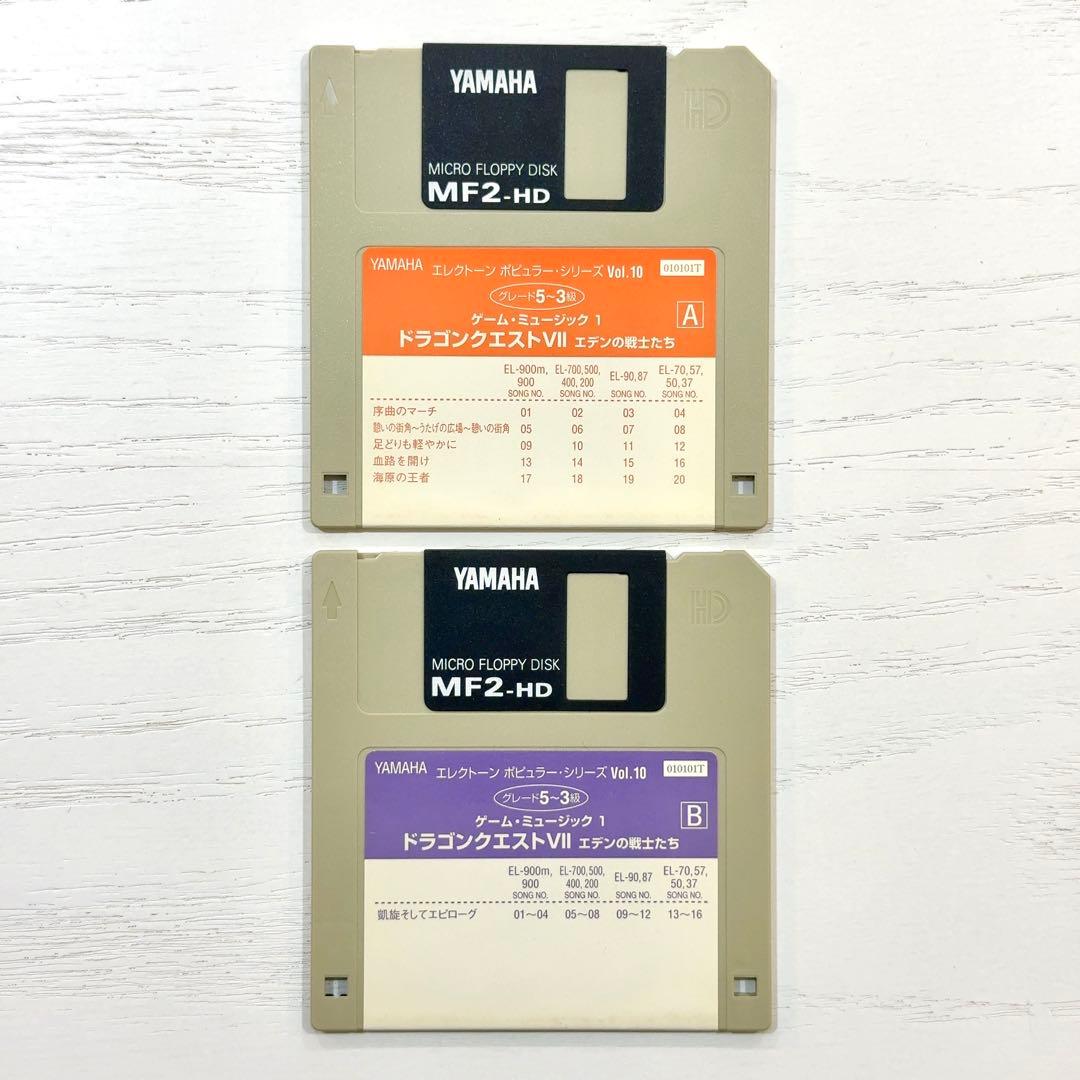 YAMAHA
HD
MICRO FLOPPY DISK
MF2-HD
YAMAHA エレクトーン ポピュラー・シリーズ Vol.10 010101T
グレード5～3級
ゲーム・ミュージック 1
A
ドラゴンクエストVII エデンの戦士たち
EL-900m, EL-700,500, EL-90,87 EL-70,57,
900 400,200 50,37
SONG NO. SONG NO. SONG NO. SONG NO.
序曲のマーチ 01 02 03 04
憩いの街角～うたげの広場～憩いの街角 05 06 07 08
足どりも軽やかに 09 10 11 12
血路を開け 13 14 15 16
海原の王者 17 18 19 20
YAMAHA
HD
MICRO FLOPPY DISK
MF2-HD
YAMAHA エレクトーン ポピュラー・シリーズ Vol.10 010101T
グレード5～3級
ゲーム・ミュージック 1
B
ドラゴンクエストVII エデンの戦士たち
EL-900m, EL-700,500, EL-90,87 EL-70,57,
900 400,200 50,37
SONG NO. SONG NO. SONG NO. SONG NO.
凱旋そしてエピローグ 01～04 05～08 09～12 13～16